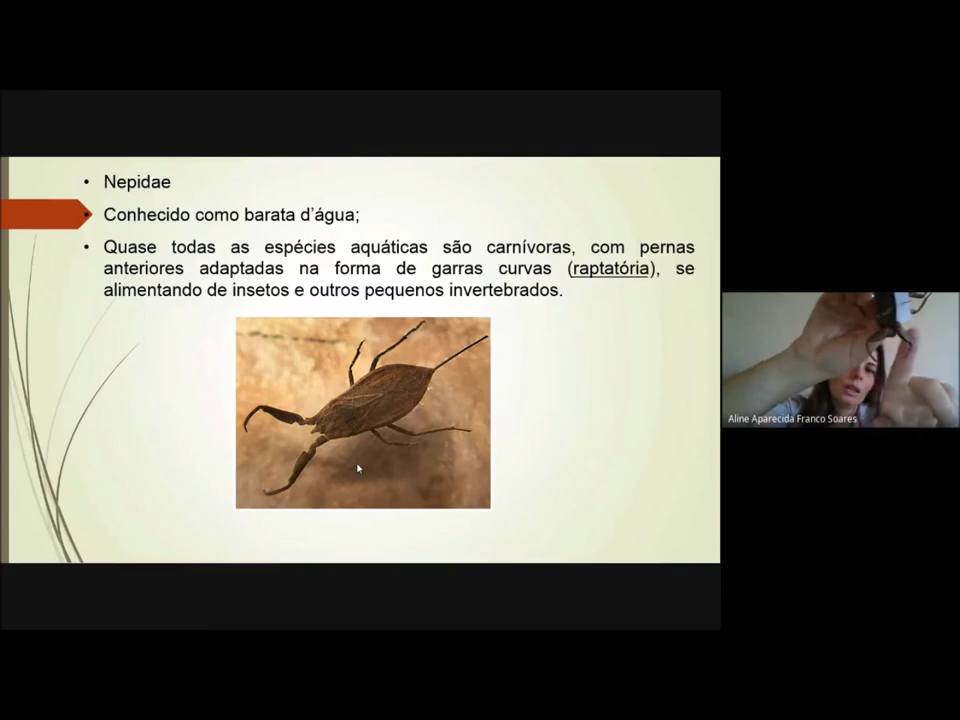 • Nepidae
• Conhecido como barata d'água;
• Quase todas as espécies aquáticas são carnívoras, com pernas
anteriores adaptadas na forma de garras curvas (raptatória), se
alimentando de insetos e outros pequenos invertebrados.
Aline Aparecida Franco Soares